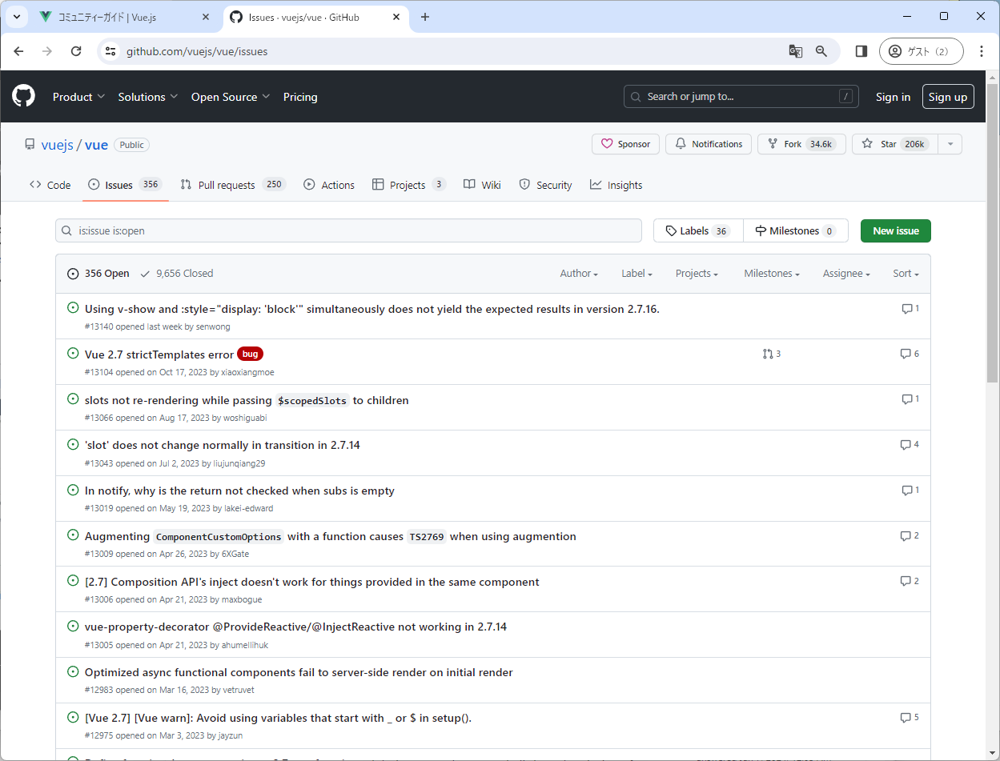 コミュニティーガイド | Vue.js
Issues · vuejs/vue · GitHub
github.com/vuejs/vue/issues
ゲスト（2）
Product Solutions Open Source Pricing
Search or jump to... /
Sign in Sign up
vuejs / vue Public
Sponsor Notifications Fork 34.6k Star 206k
Code Issues 356 Pull requests 250 Actions Projects 3 Wiki Security Insights
is:issue is:open
Labels 36 Milestones 0 New issue
356 Open 9,656 Closed Author Label Projects Milestones Assignee Sort
Using v-show and :style="display: 'block'" simultaneously does not yield the expected results in version 2.7.16. 1
#13140 opened last week by senwong
Vue 2.7 strictTemplates error bug 3 6
#13104 opened on Oct 17, 2023 by xiaoxiangmoe
slots not re-rendering while passing $scopedSlots to children 1
#13066 opened on Aug 17, 2023 by woshiguabi
'slot' does not change normally in transition in 2.7.14 4
#13043 opened on Jul 2, 2023 by liujunqiang29
In notify, why is the return not checked when subs is empty 1
#13019 opened on May 19, 2023 by lakei-edward
Augmenting ComponentCustomOptions with a function causes TS2769 when using augmention 2
#13009 opened on Apr 26, 2023 by 6XGate
[2.7] Composition API's inject doesn't work for things provided in the same component 2
#13006 opened on Apr 21, 2023 by maxbogue
vue-property-decorator @ProvideReactive/@InjectReactive not working in 2.7.14
#13005 opened on Apr 21, 2023 by ahumellihuk
Optimized async functional components fail to server-side render on initial render
#12983 opened on Mar 16, 2023 by vetruvet
[Vue 2.7] [Vue warn]: Avoid using variables that start with _ or $ in setup(). 5
#12975 opened on Mar 3, 2023 by jayzun